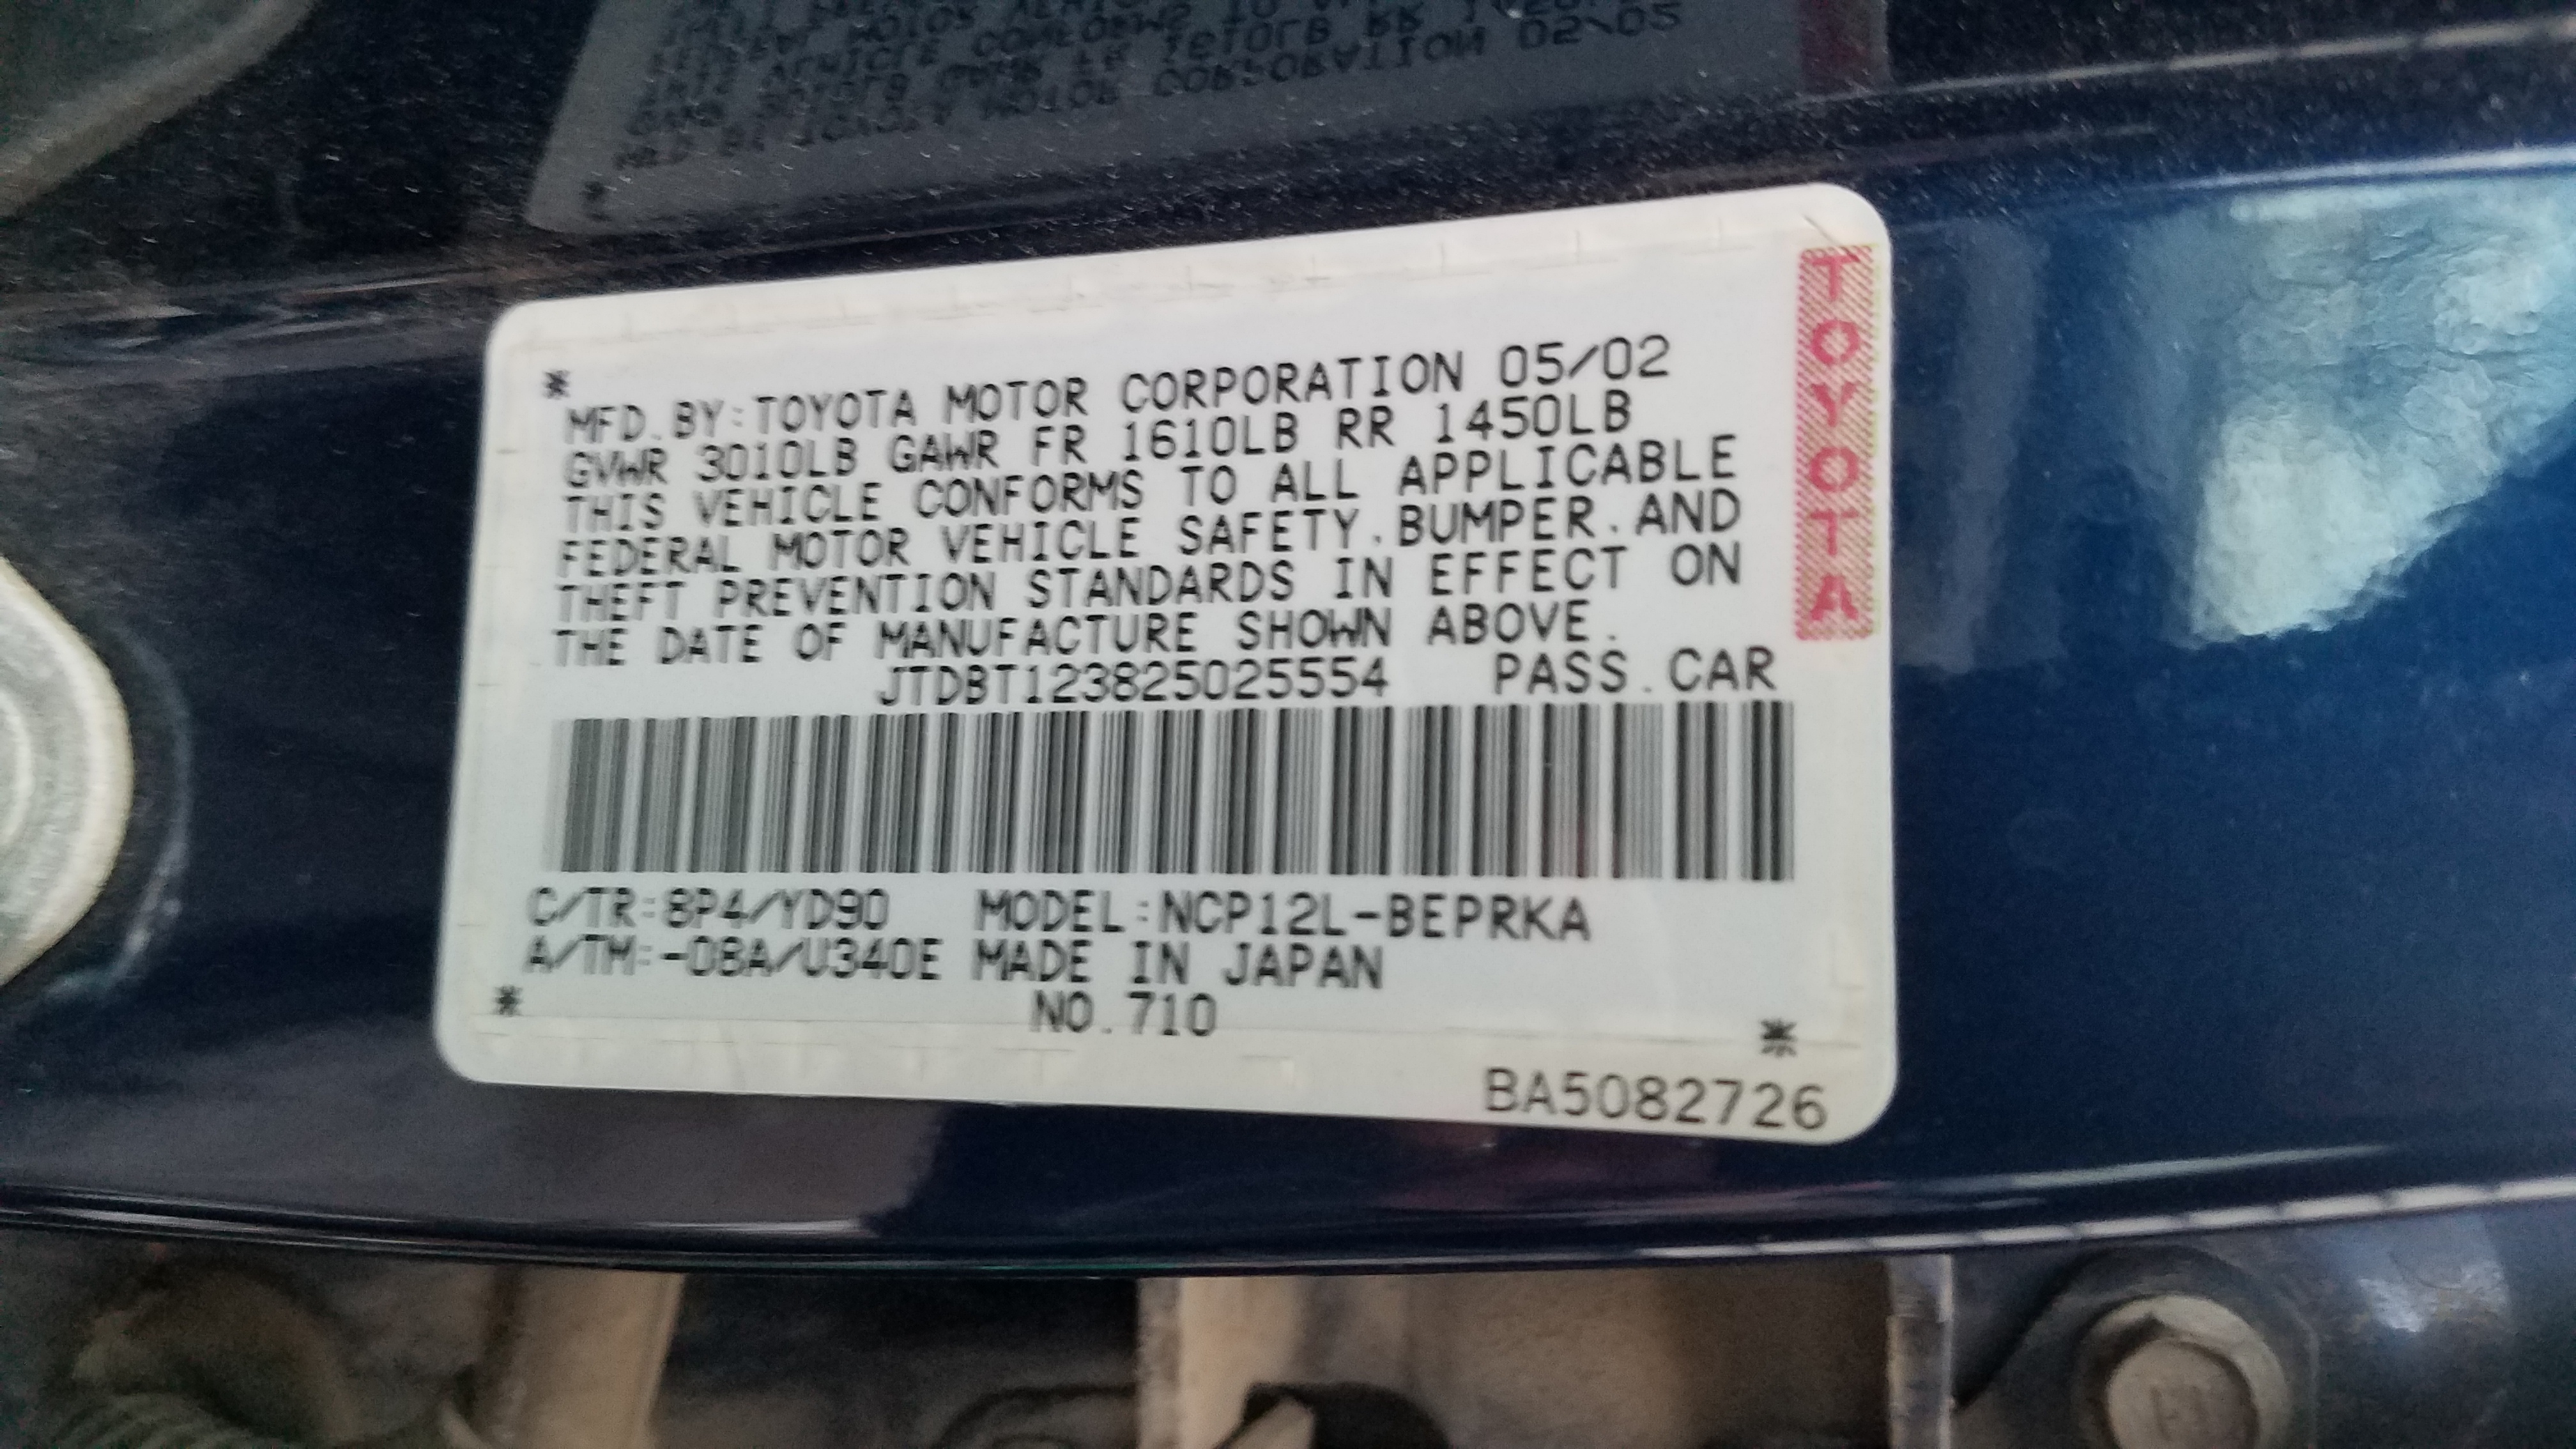 MFD. BY:TOYOTA MOTOR CORPORATION 05/02
GVWR 3010LB GAWR FR 1610LB RR 1450LB
THIS VEHICLE CONFORMS TO ALL APPLICABLE
FEDERAL MOTOR VEHICLE SAFETY.BUMPER.AND
THEFT PREVENTION STANDARDS IN EFFECT ON
THE DATE OF MANUFACTURE SHOWN ABOVE.
JTDBT123825025554 PASS.CAR
C/TR:8P4/YD90 MODEL:NCP12L-BEPRKA
A/TM:-08A/U340E MADE IN JAPAN
NO.710
BA5082726
TOYOTA